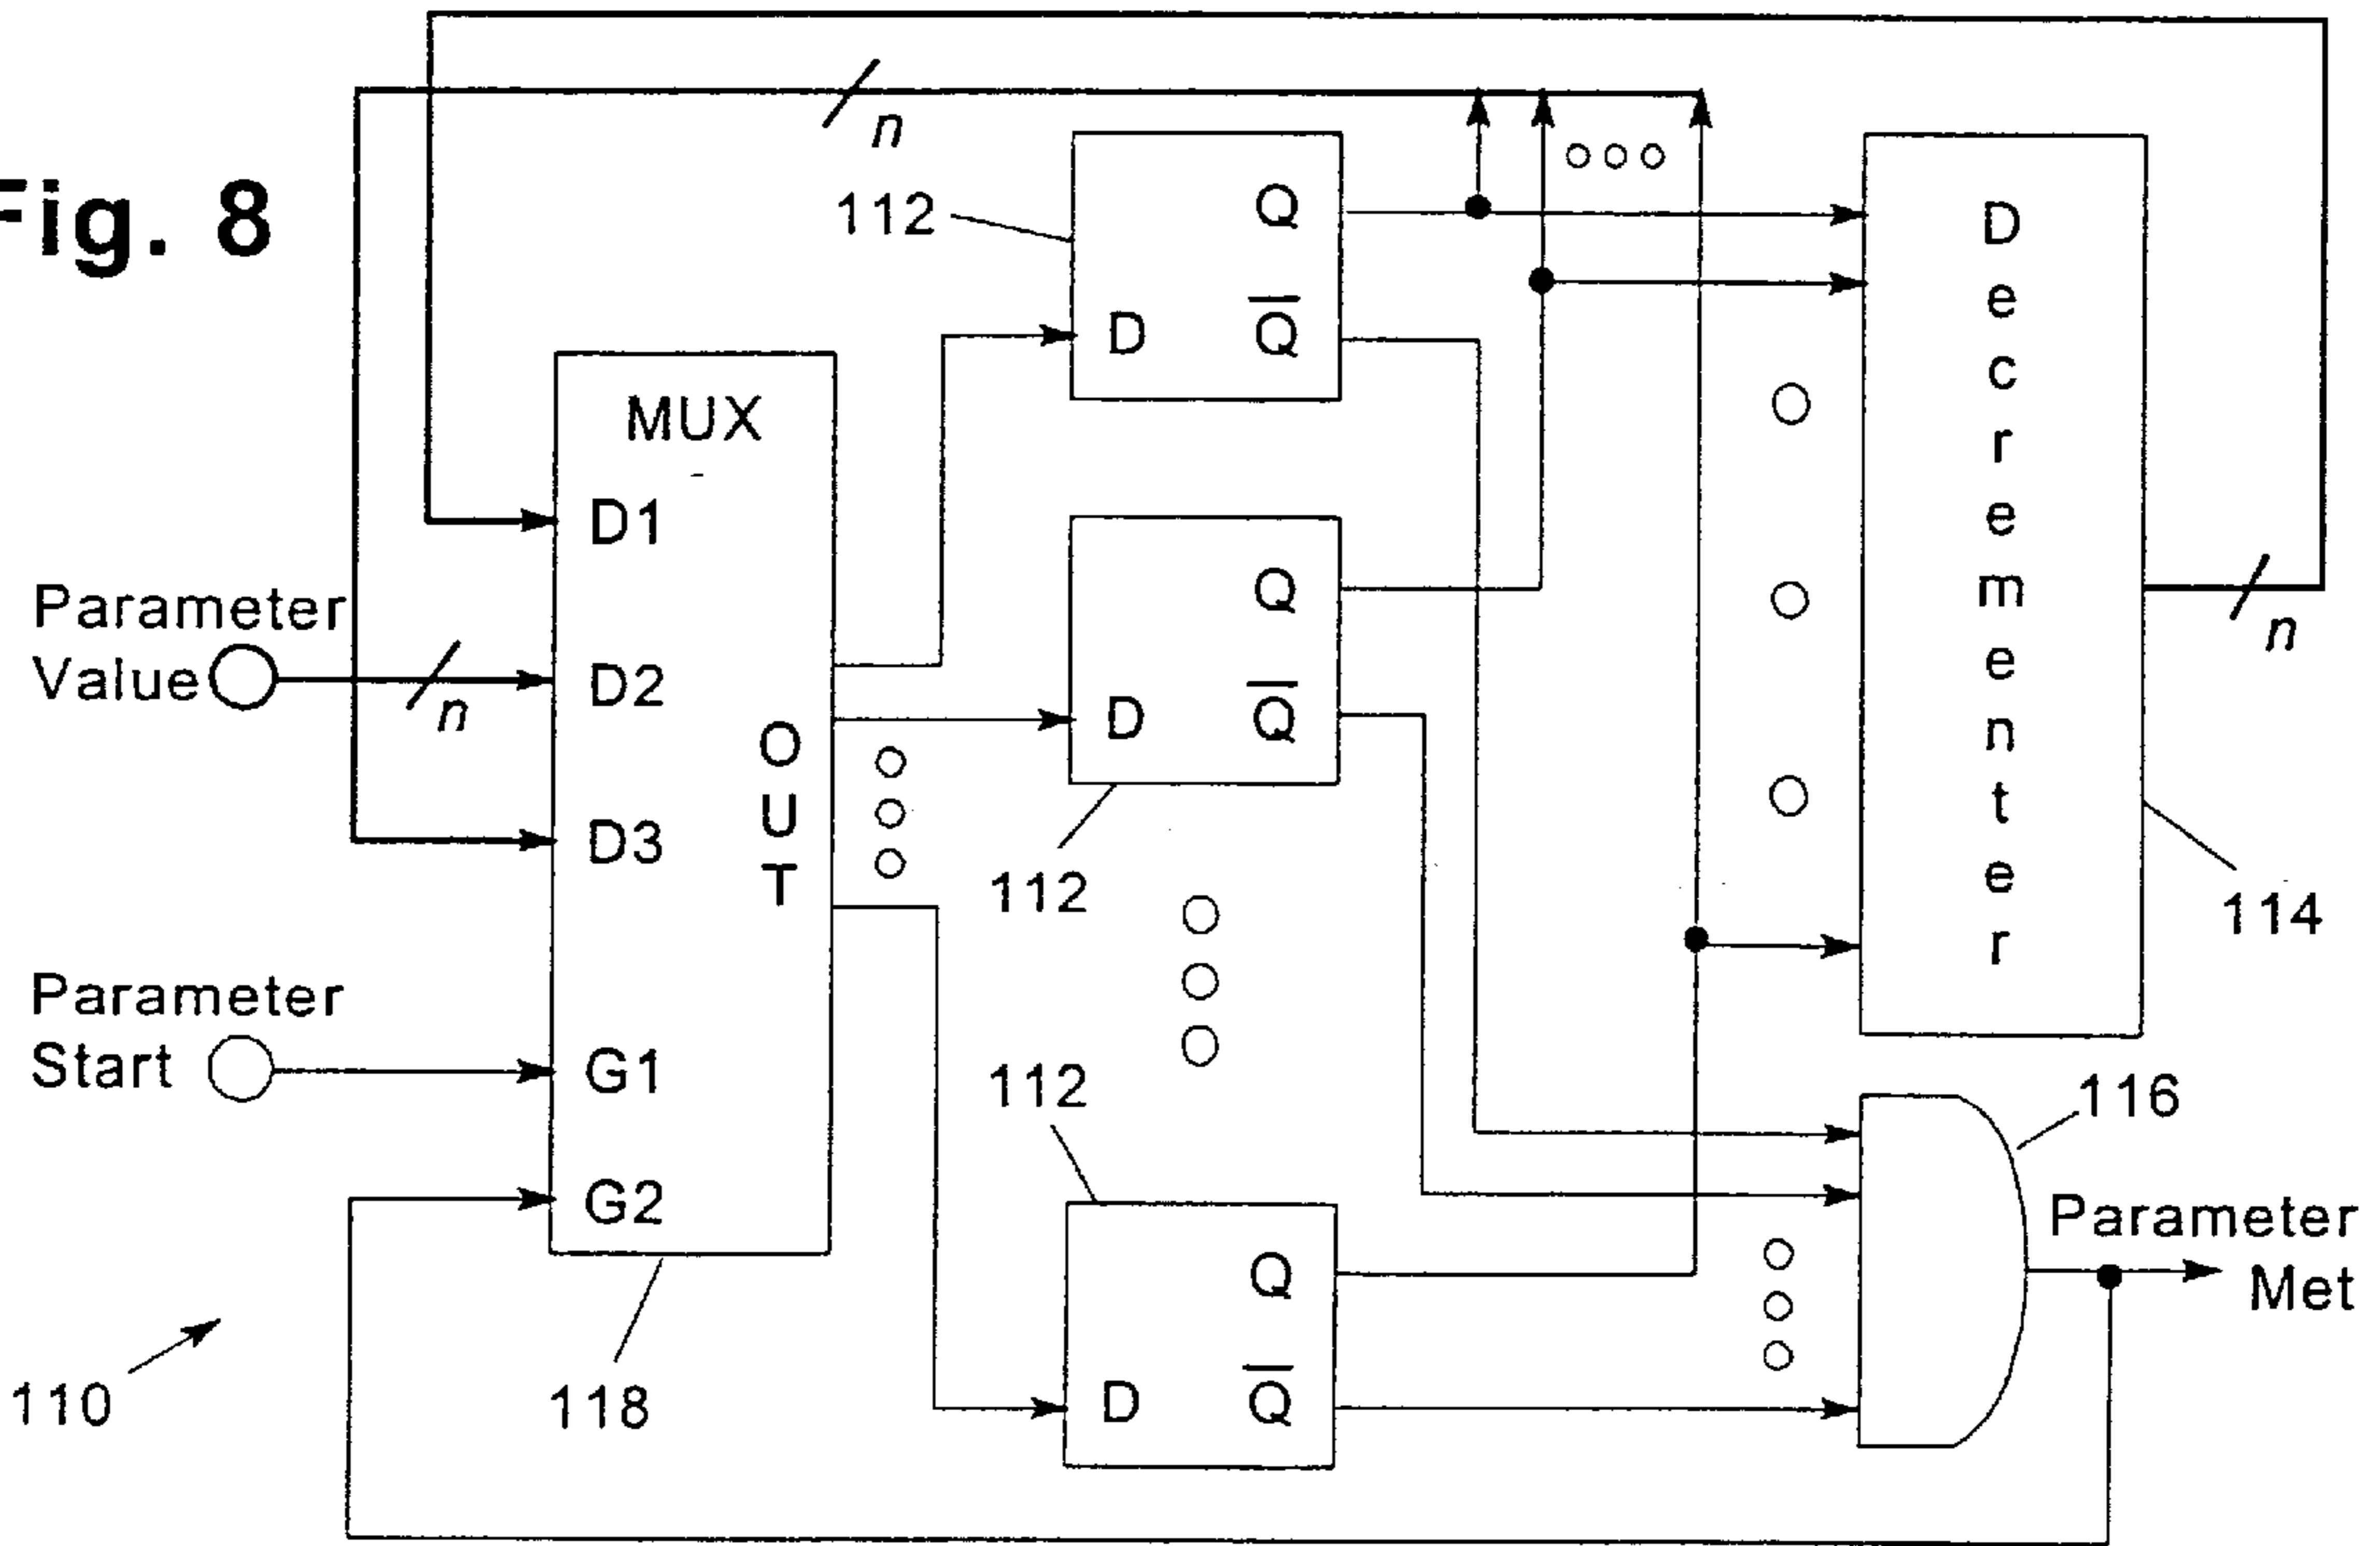 Fig. 8
n
112
Q
D
Q̅
MUX
D1
Parameter
Value
n
D2
D3
OUT
Q
D
Q̅
112
Decrementer
n
114
Parameter
Start
G1
G2
112
Q
D
Q̅
116
Parameter
Met
110
118